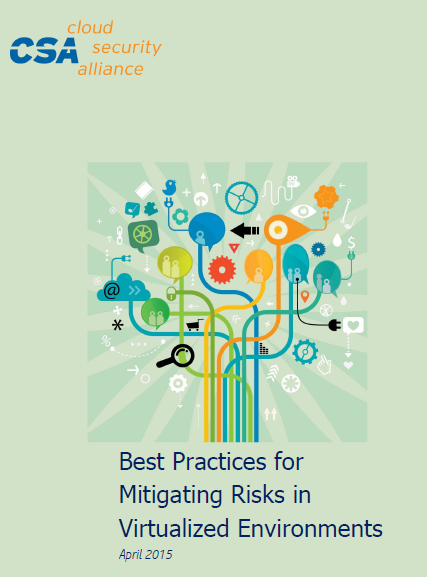 cloud
CSA security
alliance
@
$
*
%
Best Practices for
Mitigating Risks in
Virtualized Environments
April 2015